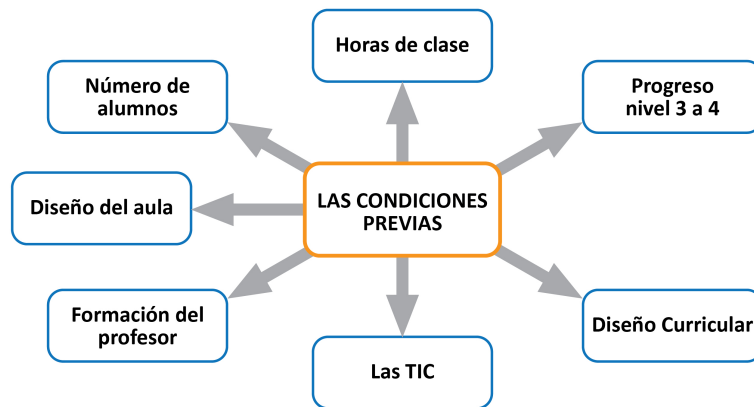 Horas de clase
Número de
alumnos
Progreso
nivel 3 a 4
Diseño del aula
LAS CONDICIONES
PREVIAS
Formación del
profesor
Diseño Curricular
Las TIC